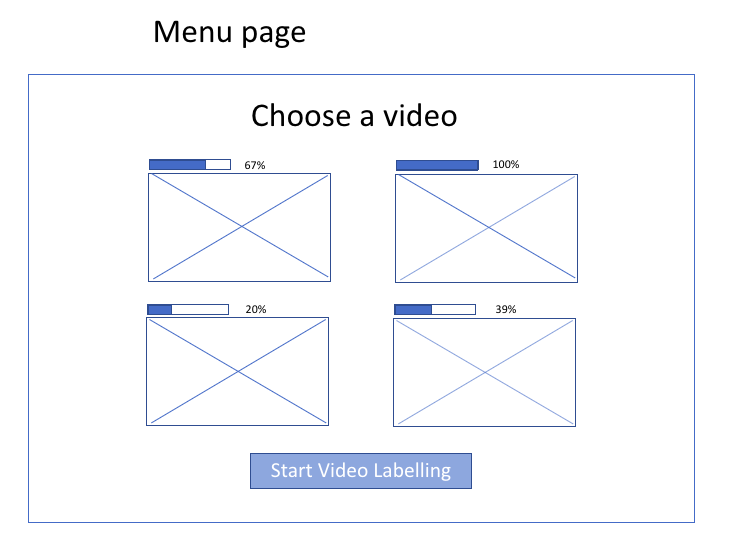 Menu page
Choose a video
67%
100%
20%
39%
Start Video Labelling